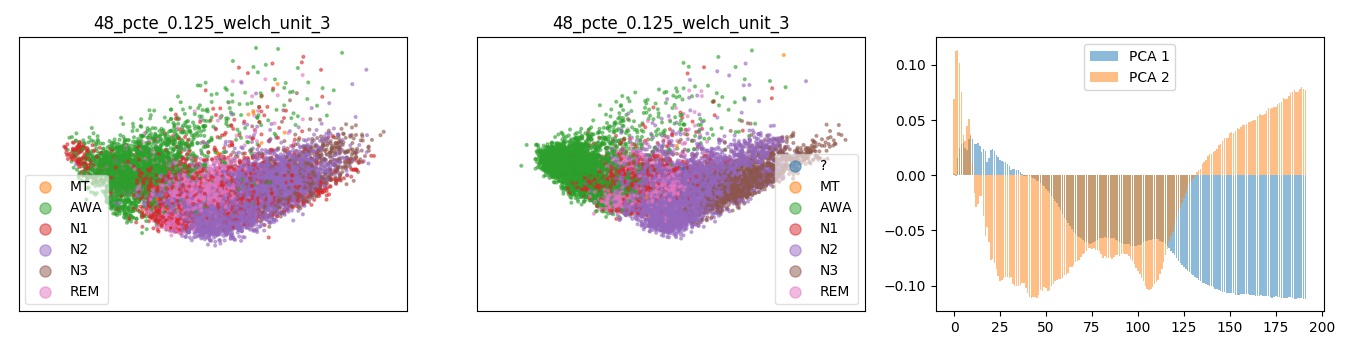 48_pcte_0.125_welch_unit_3
MT
AWA
N1
N2
N3
REM
48_pcte_0.125_welch_unit_3
?
MT
AWA
N1
N2
N3
REM
PCA 1
PCA 2
0.10
0.05
0.00
−0.05
−0.10
0
25
50
75
100
125
150
175
200